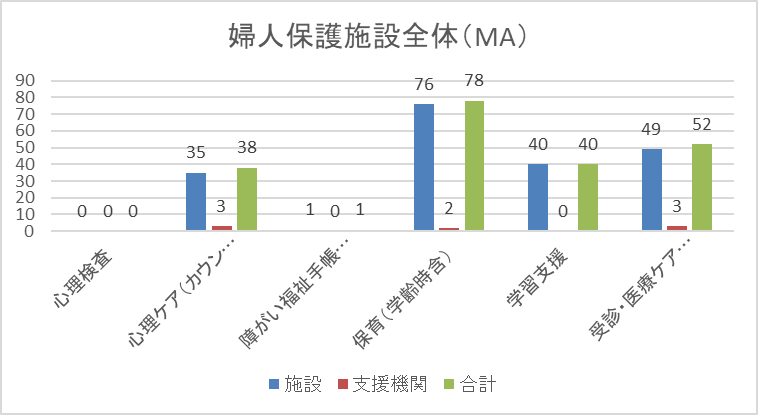 婦人保護施設全体（MA）
90
80
70
60
50
40
30
20
10
0
0 0 0
35 3 38
1 0 1
76 2 78
40 0 40
49 3 52
心理検査
心理ケア（カウン…
障がい福祉手帳…
保育（学齢時含）
学習支援
受診・医療ケア…
施設 支援機関 合計